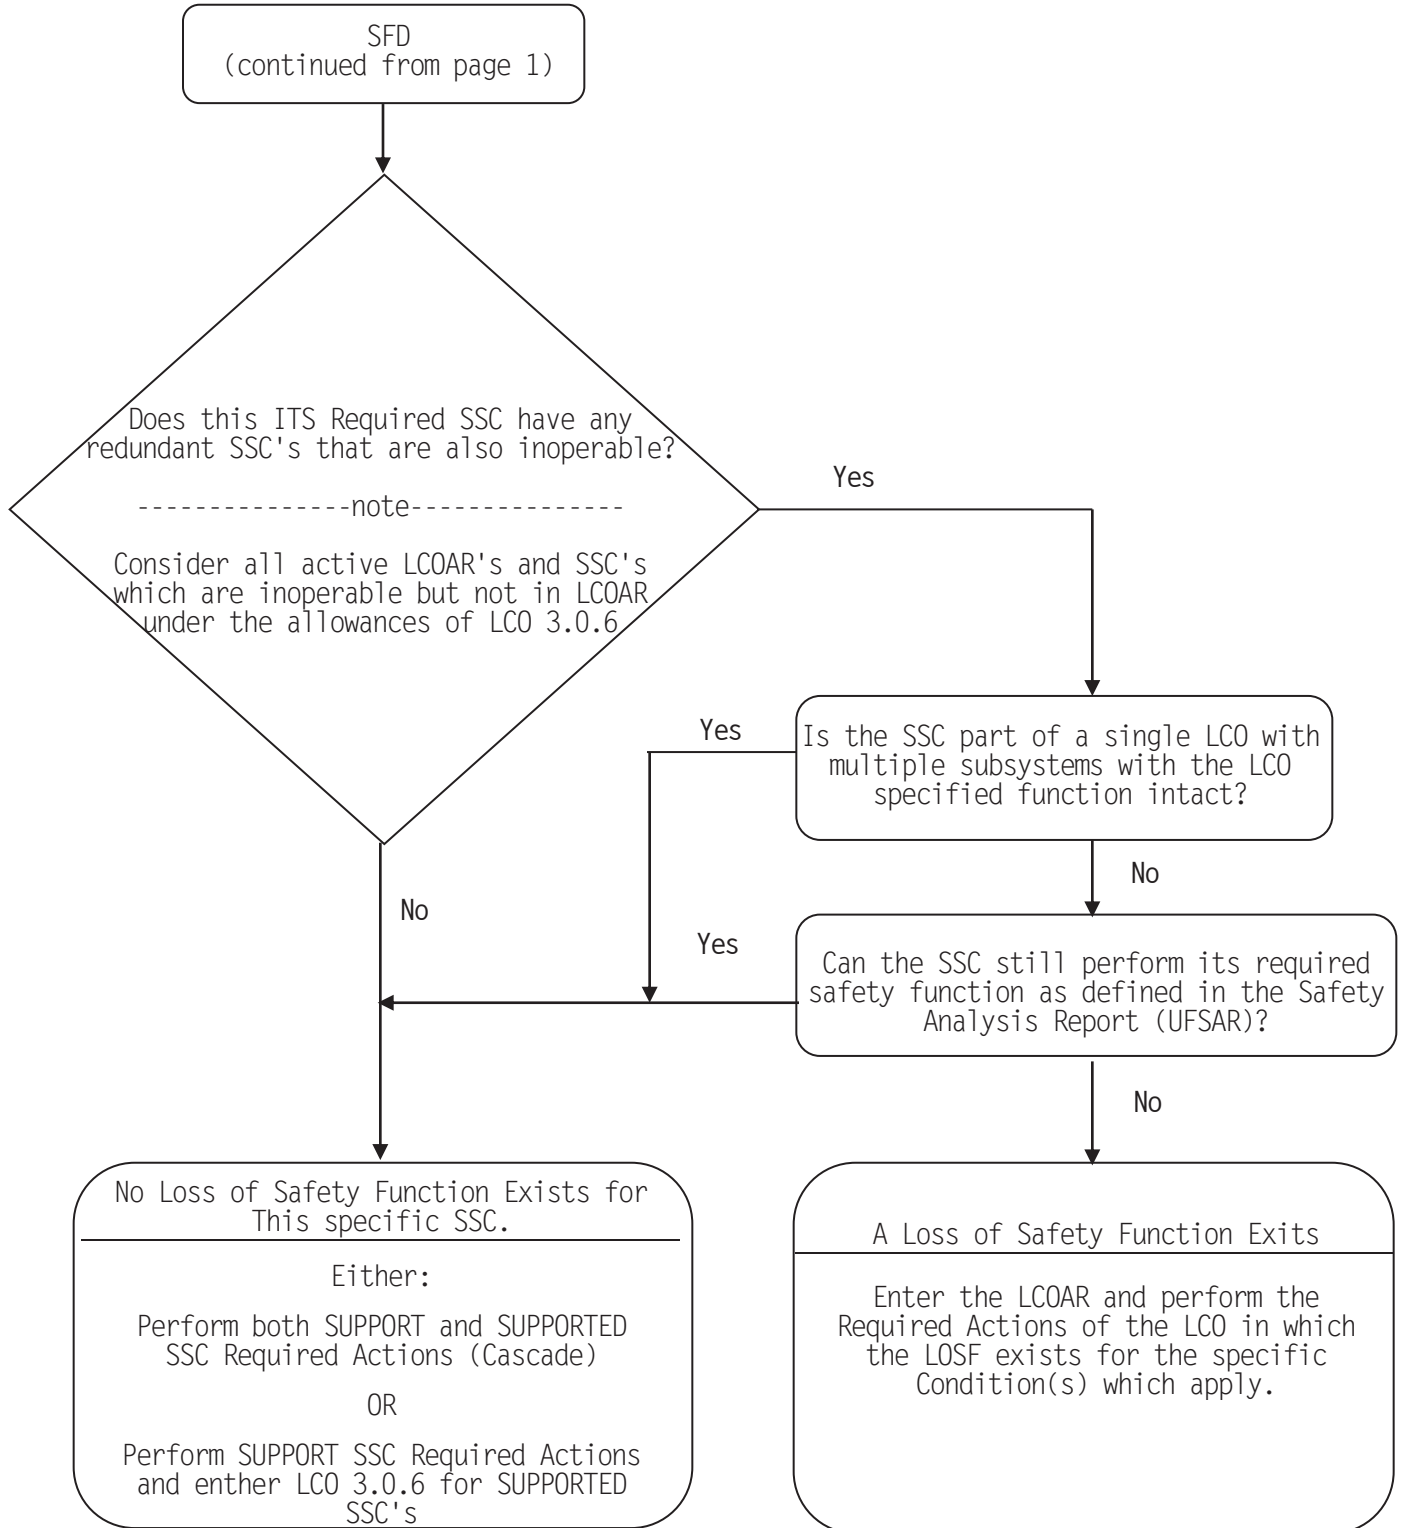 SFD
(continued from page 1)
Does this ITS Required SSC have any
redundant SSC's that are also inoperable?
---------------note---------------
Consider all active LCOAR's and SSC's
which are inoperable but not in LCOAR
under the allowances of LCO 3.0.6
Yes
Is the SSC part of a single LCO with
multiple subsystems with the LCO
specified function intact?
Yes
No
No
Yes
Can the SSC still perform its required
safety function as defined in the Safety
Analysis Report (UFSAR)?
No
No Loss of Safety Function Exists for
This specific SSC.
Either:
Perform both SUPPORT and SUPPORTED
SSC Required Actions (Cascade)
OR
Perform SUPPORT SSC Required Actions
and enther LCO 3.0.6 for SUPPORTED
SSC's
A Loss of Safety Function Exits
Enter the LCOAR and perform the
Required Actions of the LCO in which
the LOSF exists for the specific
Condition(s) which apply.